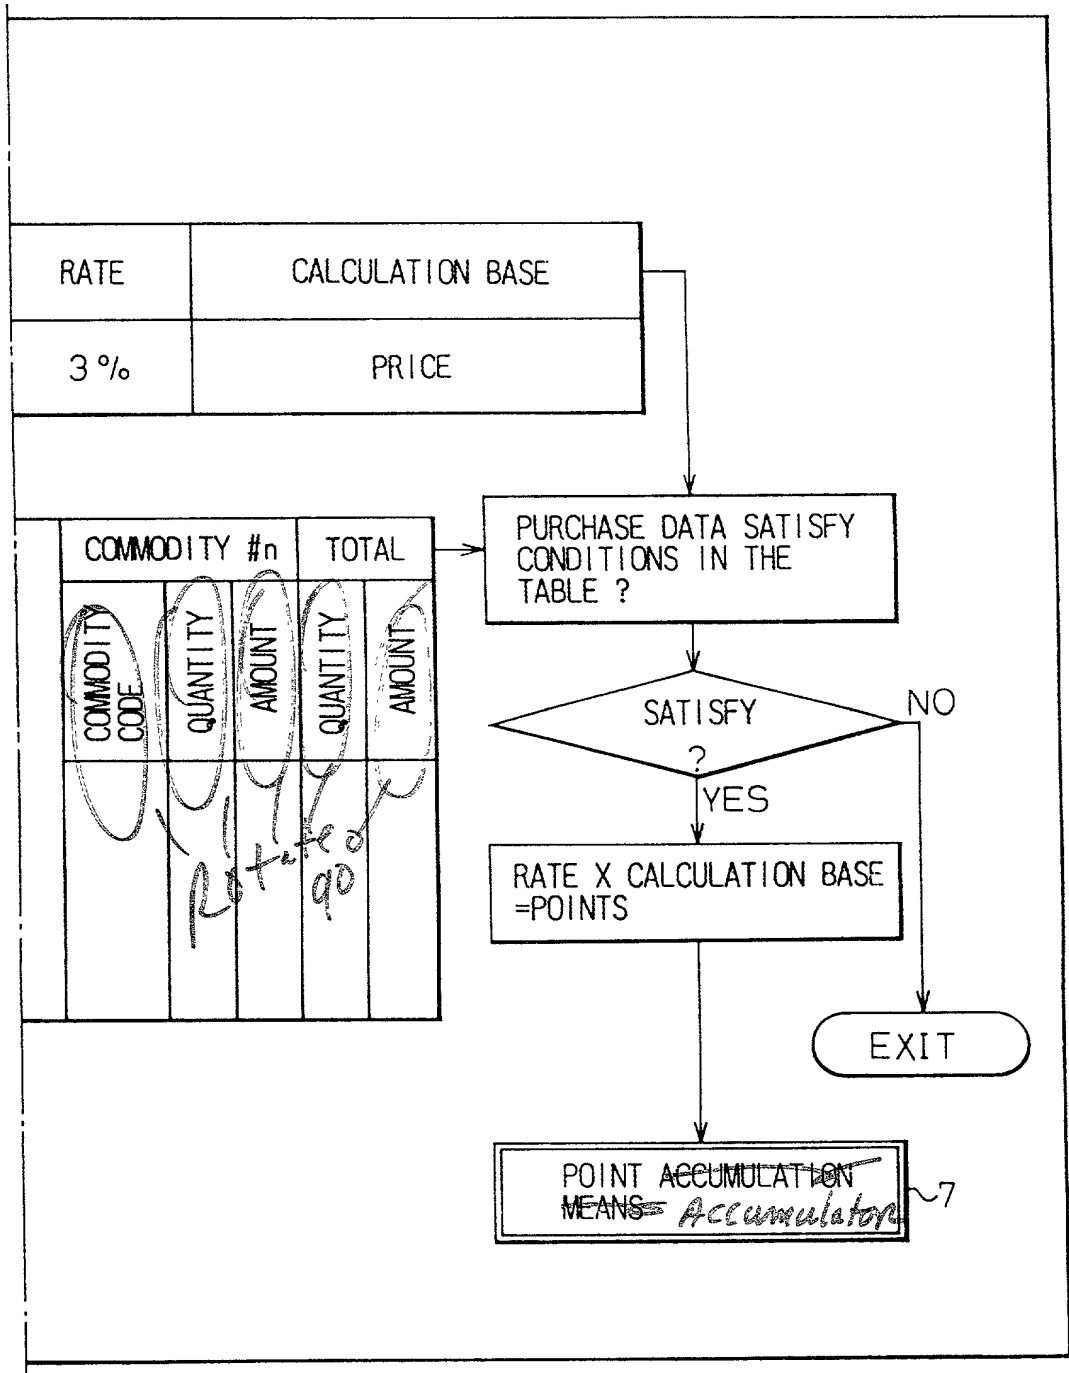 RATE
CALCULATION BASE
3%
PRICE
COMMODITY #n
TOTAL
COMMODITY
CODE
QUANTITY
AMOUNT
QUANTITY
AMOUNT
Rotate
90
PURCHASE DATA SATISFY
CONDITIONS IN THE
TABLE ?
SATISFY
?
NO
YES
RATE X CALCULATION BASE
=POINTS
EXIT
POINT ACCUMULATION
MEANS Accumulator
7